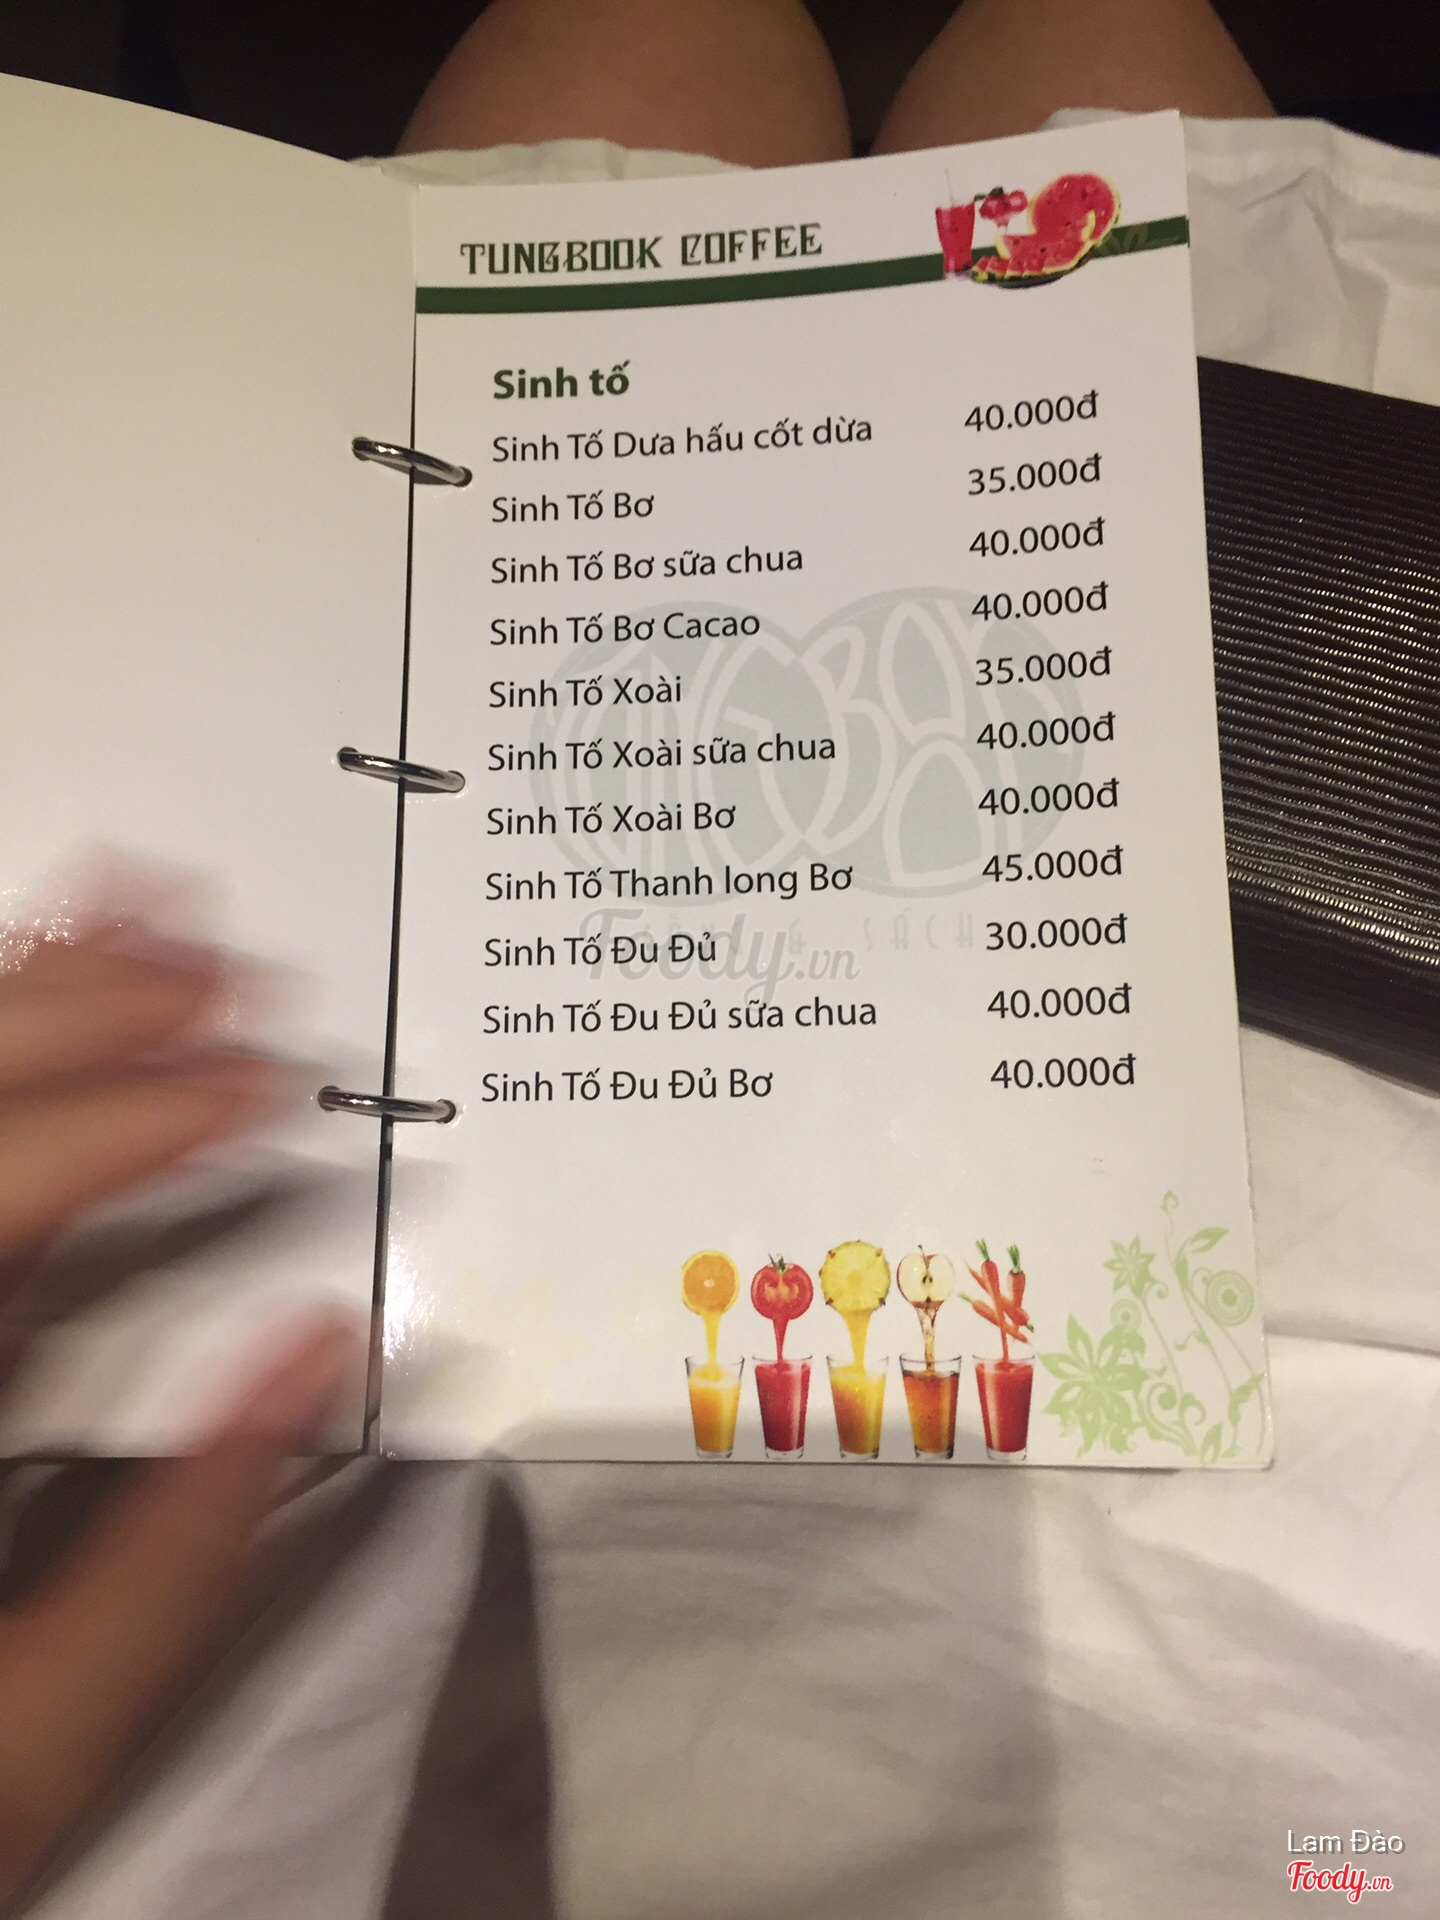 TUNGBOOK COFFEE
Sinh tố
Sinh Tố Dưa hấu cốt dừa 40.000đ
Sinh Tố Bơ 35.000đ
Sinh Tố Bơ sữa chua 40.000đ
Sinh Tố Bơ Cacao 40.000đ
Sinh Tố Xoài 35.000đ
Sinh Tố Xoài sữa chua 40.000đ
Sinh Tố Xoài Bơ 40.000đ
Sinh Tố Thanh long Bơ 45.000đ
Sinh Tố Đu Đủ 30.000đ
Sinh Tố Đu Đủ sữa chua 40.000đ
Sinh Tố Đu Đủ Bơ 40.000đ
Foody.vn
SÁCH
Lam Đào
Foody.vn